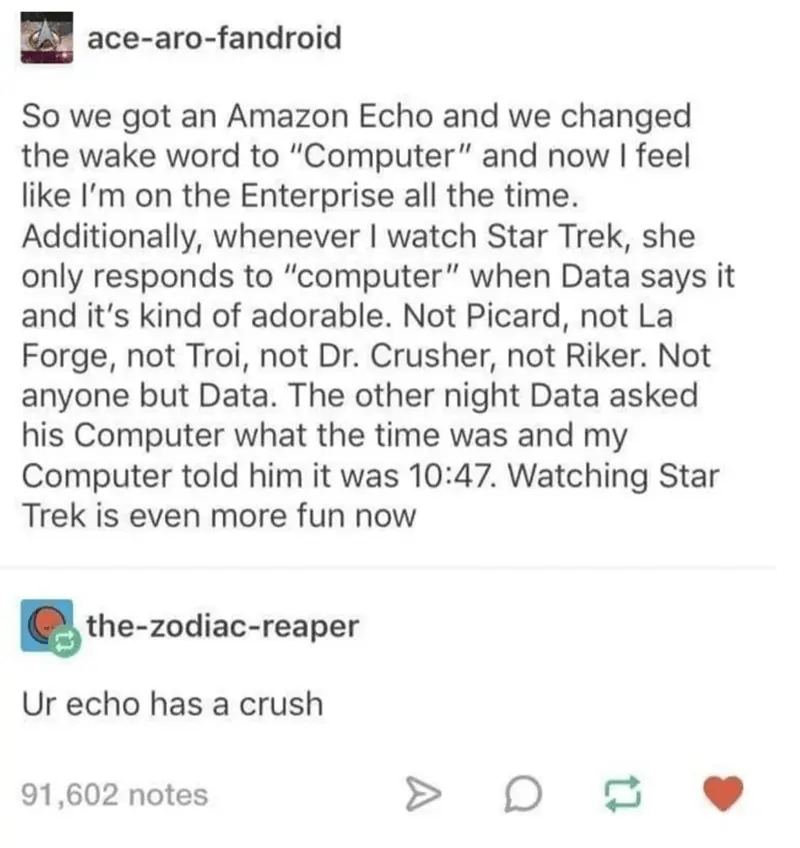 ace-aro-fandroid
So we got an Amazon Echo and we changed
the wake word to "Computer" and now I feel
like I'm on the Enterprise all the time.
Additionally, whenever I watch Star Trek, she
only responds to "computer" when Data says it
and it's kind of adorable. Not Picard, not La
Forge, not Troi, not Dr. Crusher, not Riker. Not
anyone but Data. The other night Data asked
his Computer what the time was and my
Computer told him it was 10:47. Watching Star
Trek is even more fun now
the-zodiac-reaper
Ur echo has a crush
91,602 notes